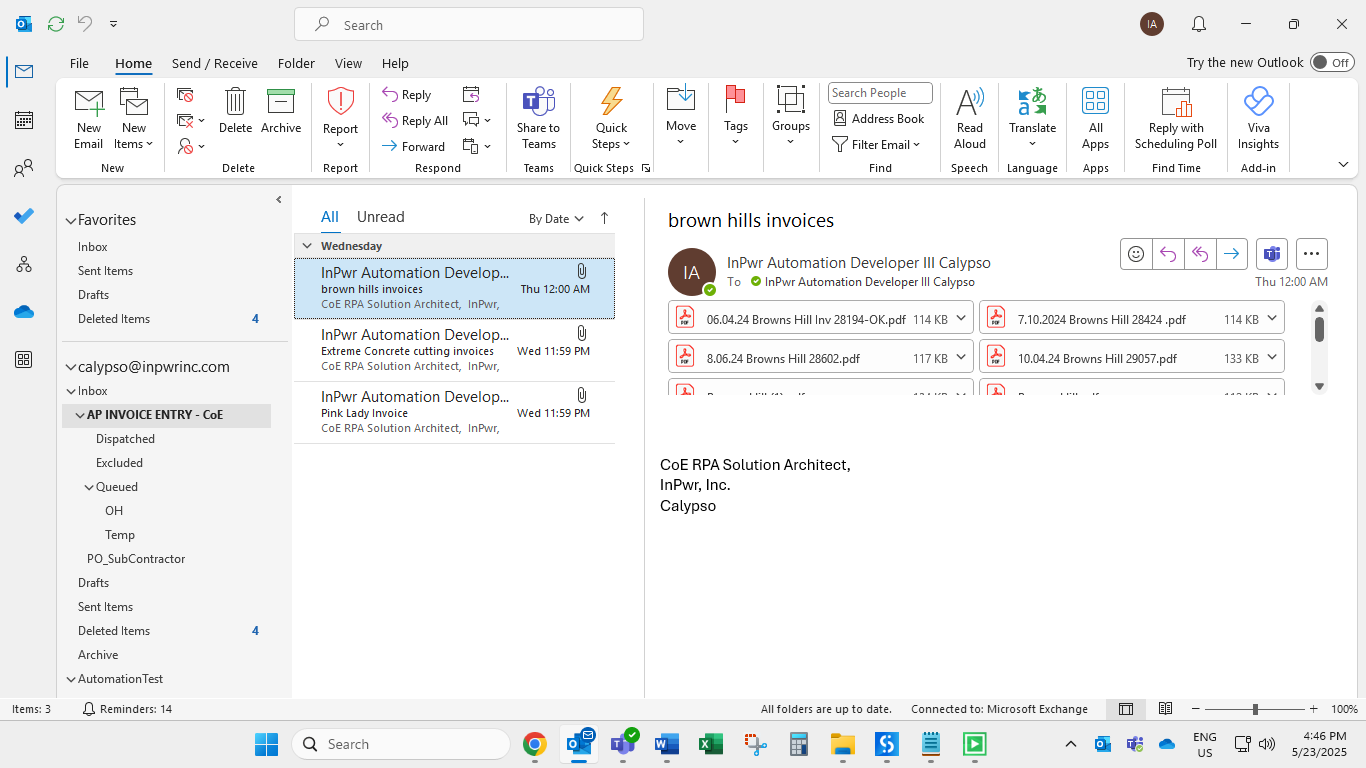 Search
IA
File
Home
Send / Receive
Folder
View
Help
Try the new Outlook
Off
New Email
New Items
New
Delete
Archive
Delete
Report
Report
Reply
Reply All
Forward
Respond
Share to Teams
Teams
Quick Steps
Quick Steps
Move
Tags
Groups
Search People
Address Book
Filter Email
Find
Read Aloud
Speech
Translate
Language
All Apps
Apps
Reply with Scheduling Poll
Find Time
Viva Insights
Add-in
Favorites
Inbox
Sent Items
Drafts
Deleted Items 4
calypso@inpwrinc.com
Inbox
AP INVOICE ENTRY - CoE
Dispatched
Excluded
Queued
OH
Temp
PO_SubContractor
Drafts
Sent Items
Deleted Items 4
Archive
AutomationTest
All Unread By Date
Wednesday
InPwr Automation Develop...
brown hills invoices Thu 12:00 AM
CoE RPA Solution Architect, InPwr,
InPwr Automation Develop...
Extreme Concrete cutting invoices Wed 11:59 PM
CoE RPA Solution Architect, InPwr,
InPwr Automation Develop...
Pink Lady Invoice Wed 11:59 PM
CoE RPA Solution Architect, InPwr,
brown hills invoices
IA
InPwr Automation Developer III Calypso
To InPwr Automation Developer III Calypso
Thu 12:00 AM
06.04.24 Browns Hill Inv 28194-OK.pdf 114 KB
7.10.2024 Browns Hill 28424 .pdf 114 KB
8.06.24 Browns Hill 28602.pdf 117 KB
10.04.24 Browns Hill 29057.pdf 133 KB
CoE RPA Solution Architect,
InPwr, Inc.
Calypso
Items: 3
Reminders: 14
All folders are up to date.
Connected to: Microsoft Exchange
100%
Search
ENG
US
4:46 PM
5/23/2025